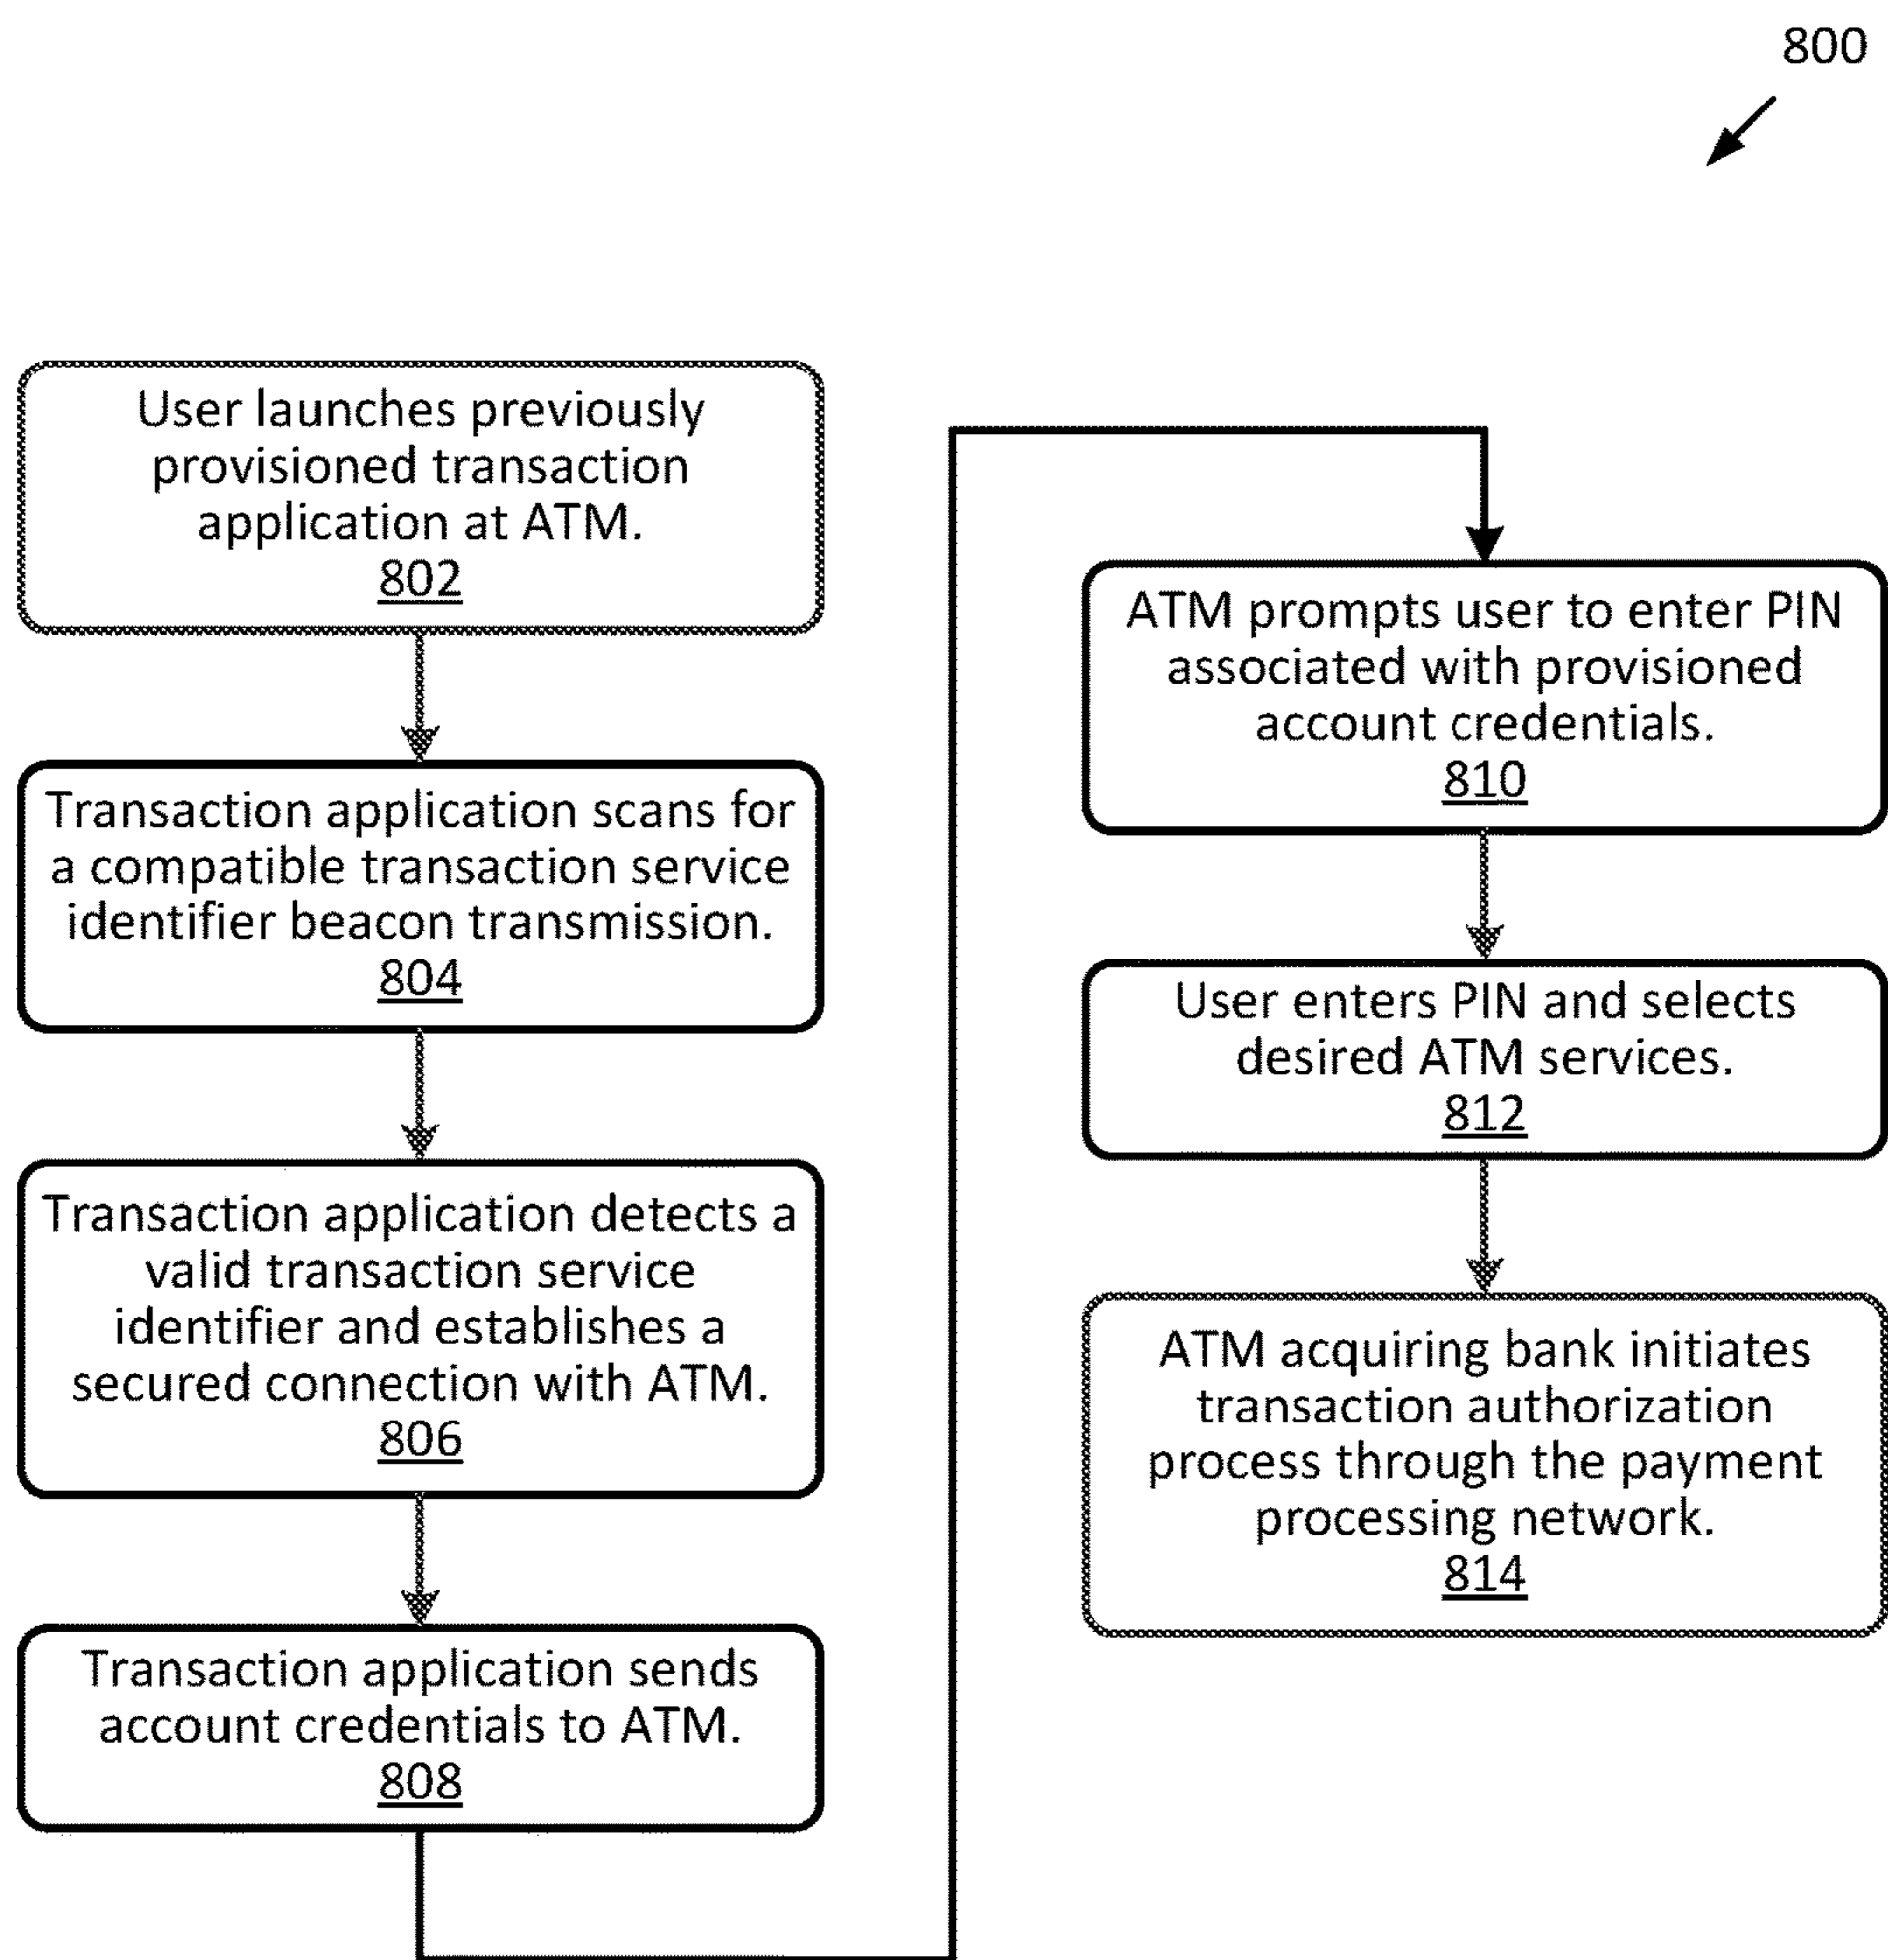 800
User launches previously
provisioned transaction
application at ATM.
802
Transaction application scans for
a compatible transaction service
identifier beacon transmission.
804
Transaction application detects a
valid transaction service
identifier and establishes a
secured connection with ATM.
806
Transaction application sends
account credentials to ATM.
808
ATM prompts user to enter PIN
associated with provisioned
account credentials.
810
User enters PIN and selects
desired ATM services.
812
ATM acquiring bank initiates
transaction authorization
process through the payment
processing network.
814